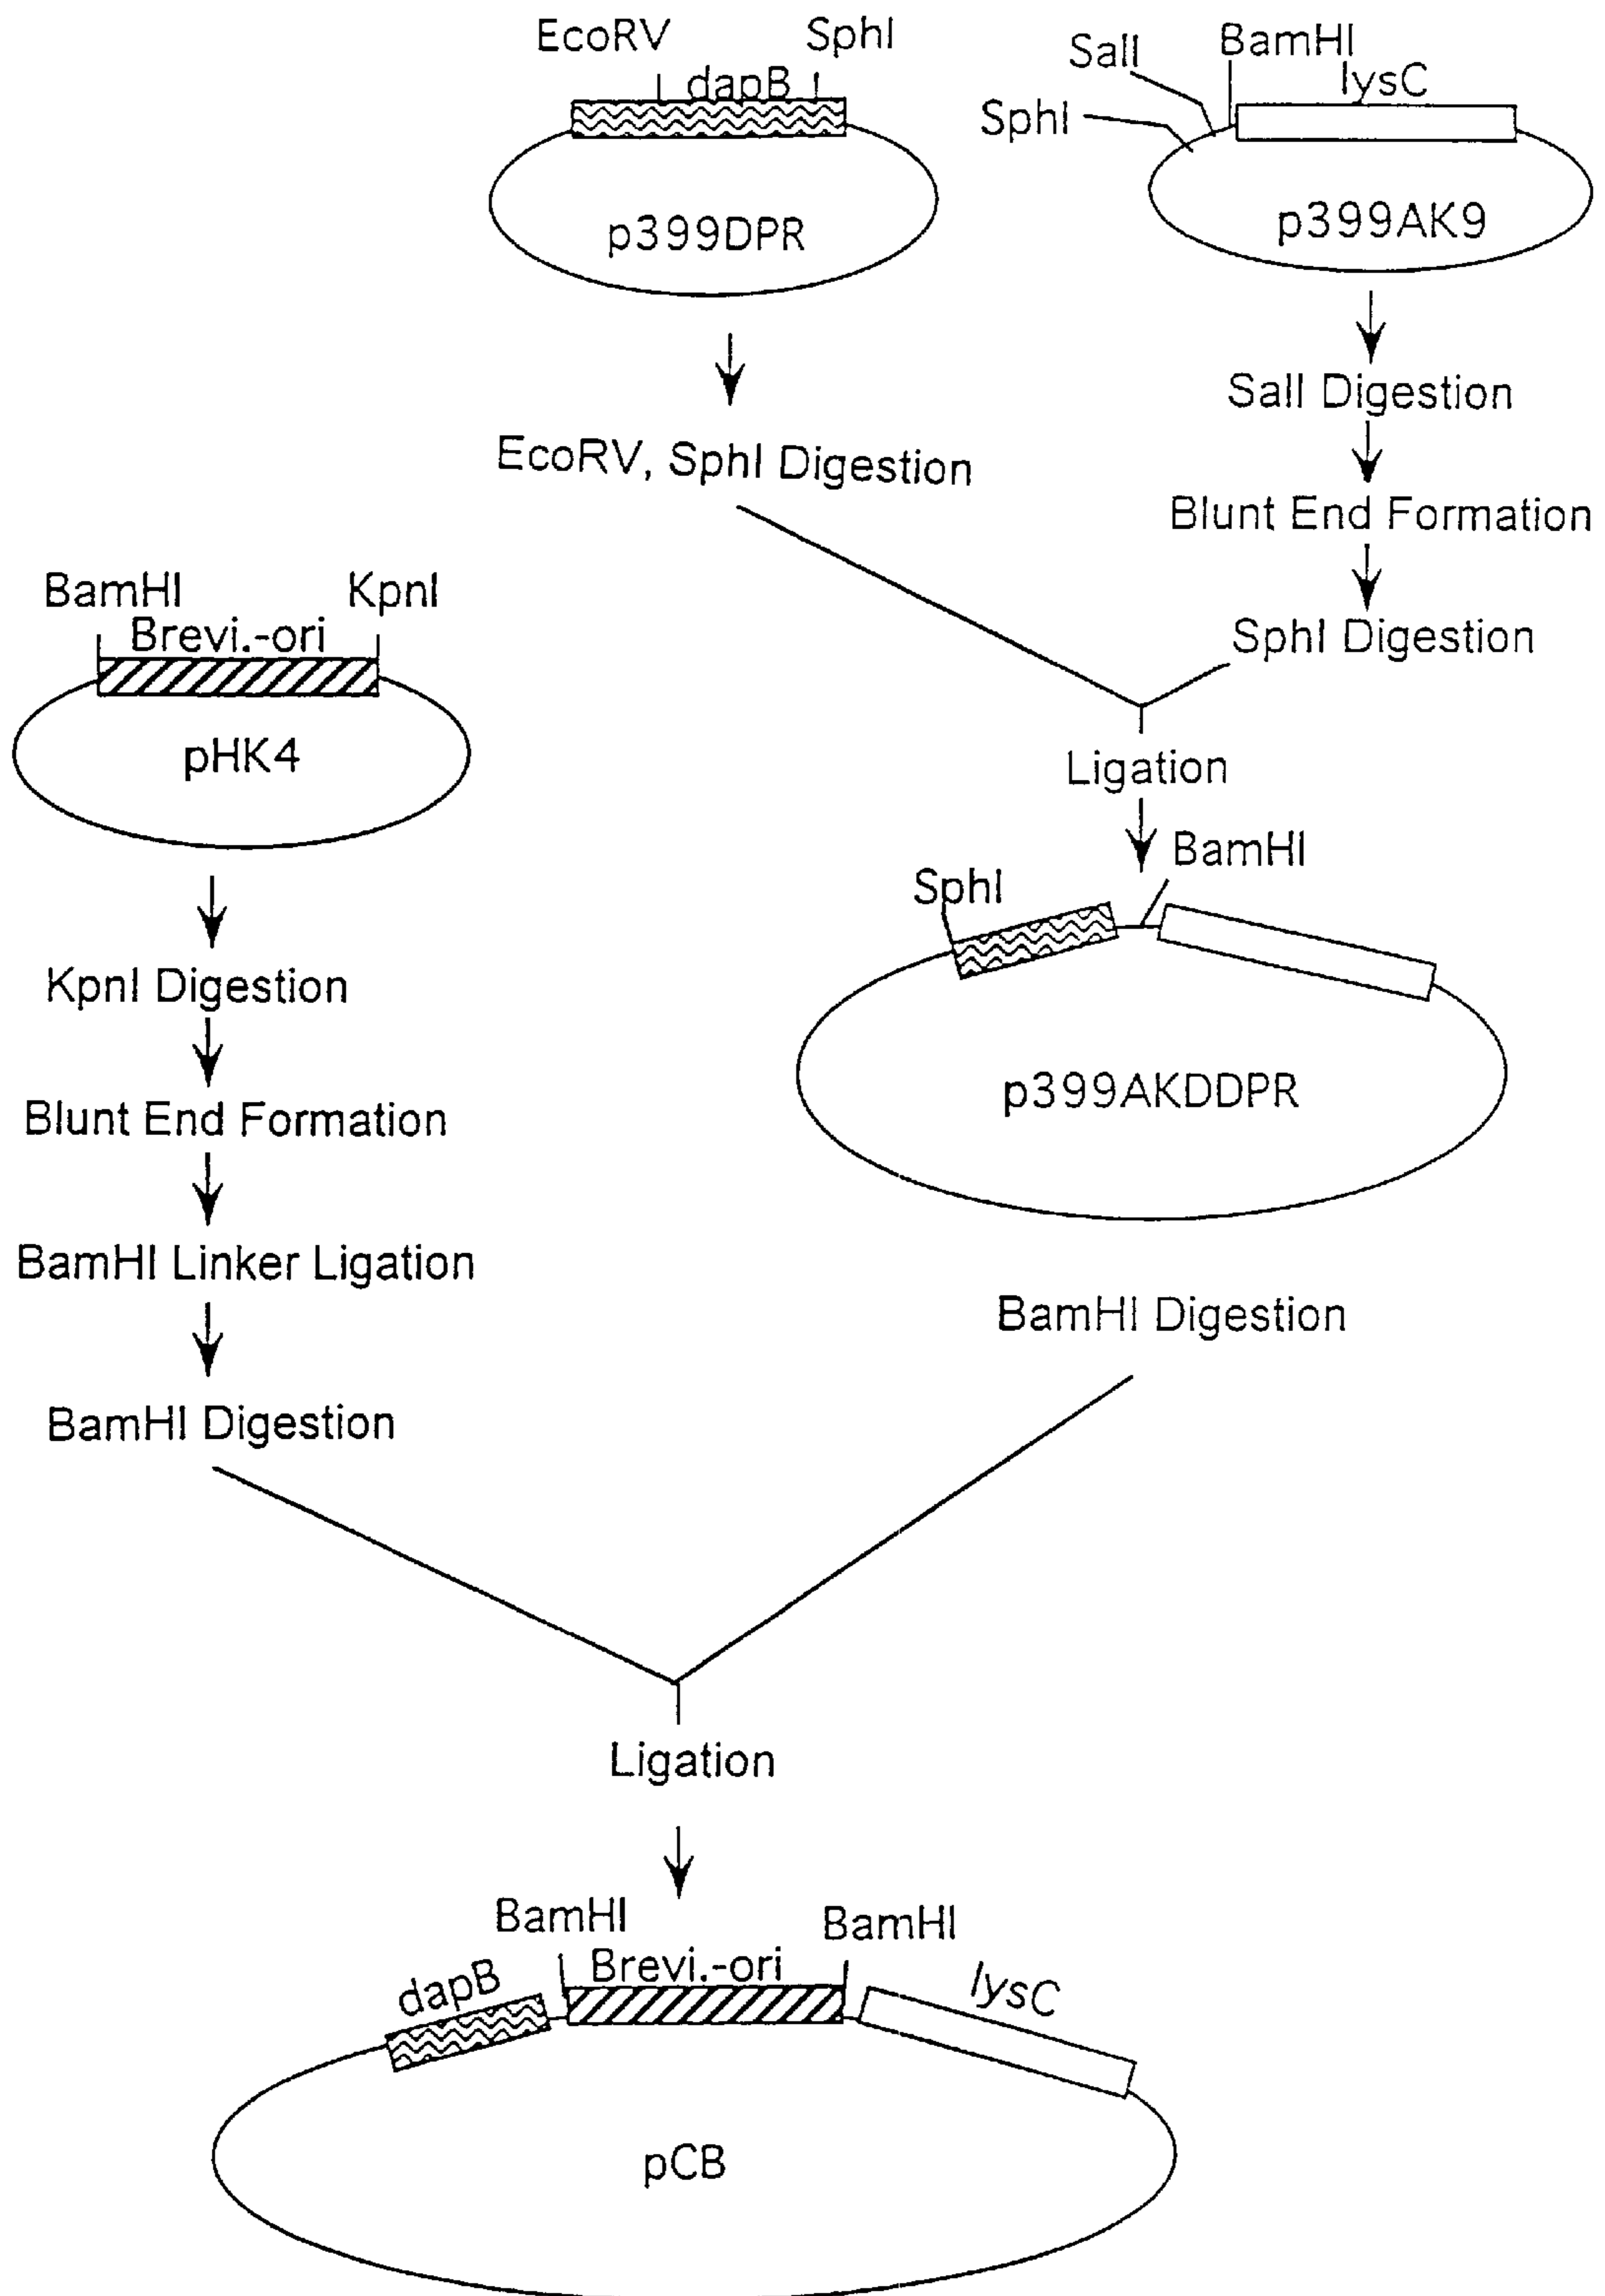 EcoRV SphI
dapB
p399DPR
EcoRV, SphI Digestion
SalI BamHI
lysC
SphI
p399AK9
SalI Digestion
Blunt End Formation
SphI Digestion
Ligation
BamHI KpnI
Brevi.-ori
pHK4
KpnI Digestion
Blunt End Formation
BamHI Linker Ligation
BamHI Digestion
BamHI
SphI
p399AKDDPR
BamHI Digestion
Ligation
BamHI BamHI
dapB Brevi.-ori lysC
pCB